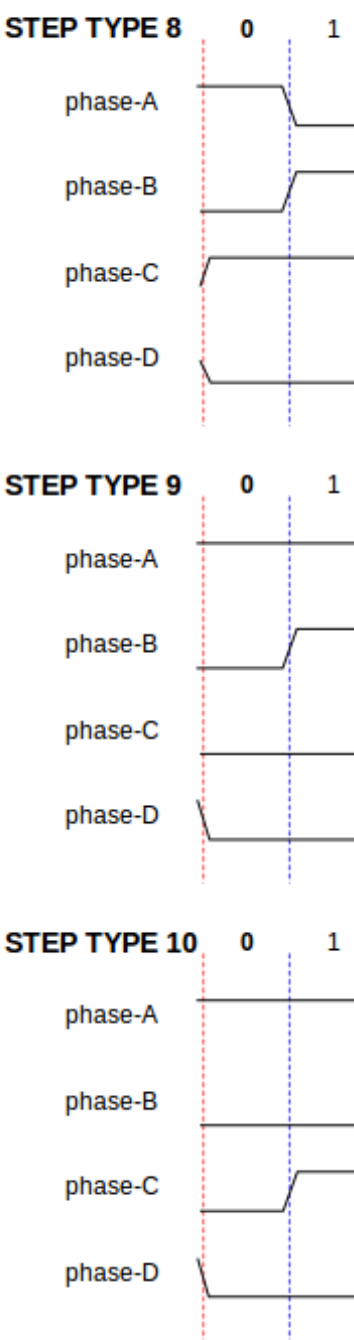 STEP TYPE 8 0 1
phase-A
phase-B
phase-C
phase-D
STEP TYPE 9 0 1
phase-A
phase-B
phase-C
phase-D
STEP TYPE 10 0 1
phase-A
phase-B
phase-C
phase-D